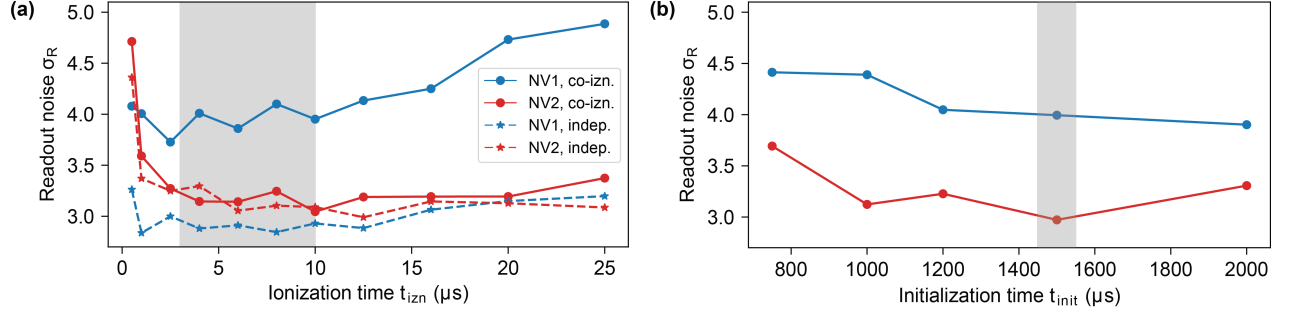 (a)
5.0
4.5
4.0
3.5
3.0
Readout noise σR
NV1, co-izn.
NV2, co-izn.
NV1, indep.
NV2, indep.
0 5 10 15 20 25
Ionization time tizn (μs)
(b)
5.0
4.5
4.0
3.5
3.0
Readout noise σR
800 1000 1200 1400 1600 1800 2000
Initialization time tinit (μs)